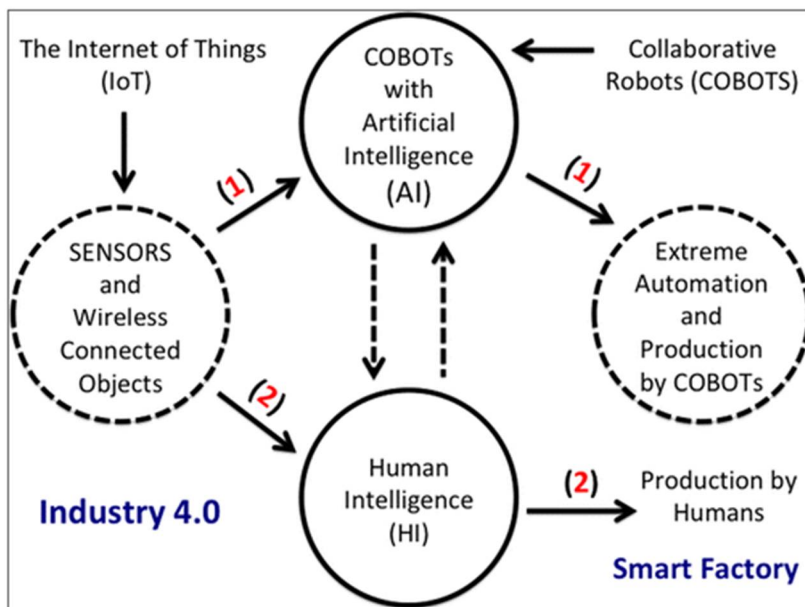 The Internet of Things
(IoT)
COBOTs
with
Artificial
Intelligence
(AI)
Collaborative
Robots (COBOTS)
(1)
(1)
SENSORS
and
Wireless
Connected
Objects
Extreme
Automation
and
Production
by COBOTs
(2)
Human
Intelligence
(HI)
(2)
Production by
Humans
Industry 4.0
Smart Factory